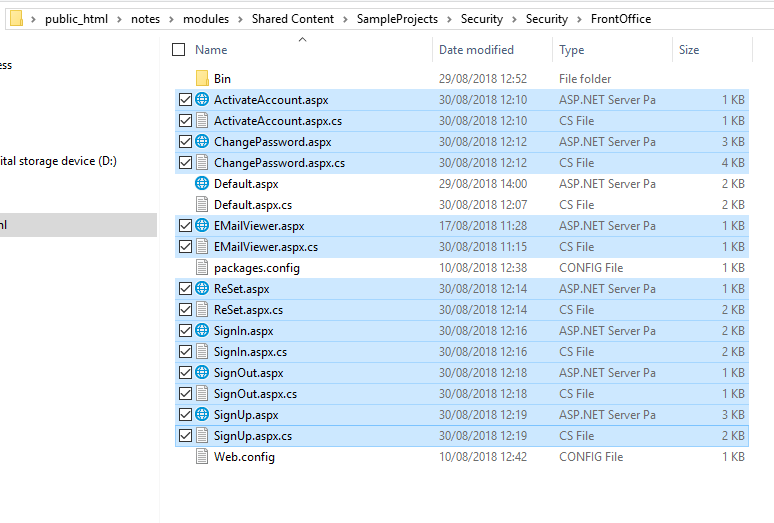 public_html > notes > modules > Shared Content > SampleProjects > Security > Security > FrontOffice
Name Date modified Type Size
ess
Bin 29/08/2018 12:52 File folder
ActivateAccount.aspx 30/08/2018 12:10 ASP.NET Server Pa 1 KB
ActivateAccount.aspx.cs 30/08/2018 12:10 CS File 1 KB
ChangePassword.aspx 30/08/2018 12:12 ASP.NET Server Pa 3 KB
ital storage device (D:)
ChangePassword.aspx.cs 30/08/2018 12:12 CS File 4 KB
Default.aspx 29/08/2018 14:00 ASP.NET Server Pa 2 KB
Default.aspx.cs 30/08/2018 12:07 CS File 2 KB
nl
EMailViewer.aspx 17/08/2018 11:28 ASP.NET Server Pa 1 KB
EMailViewer.aspx.cs 30/08/2018 11:15 CS File 1 KB
packages.config 10/08/2018 12:38 CONFIG File 1 KB
ReSet.aspx 30/08/2018 12:14 ASP.NET Server Pa 1 KB
ReSet.aspx.cs 30/08/2018 12:14 CS File 2 KB
SignIn.aspx 30/08/2018 12:16 ASP.NET Server Pa 2 KB
SignIn.aspx.cs 30/08/2018 12:16 CS File 2 KB
SignOut.aspx 30/08/2018 12:18 ASP.NET Server Pa 1 KB
SignOut.aspx.cs 30/08/2018 12:18 CS File 1 KB
SignUp.aspx 30/08/2018 12:19 ASP.NET Server Pa 3 KB
SignUp.aspx.cs 30/08/2018 12:19 CS File 2 KB
Web.config 10/08/2018 12:42 CONFIG File 1 KB